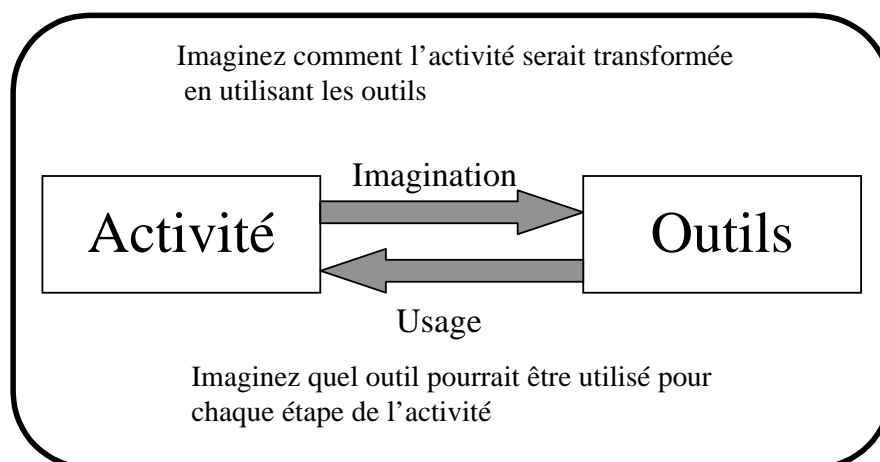 Imaginez comment l’activité serait transformée
en utilisant les outils
Imagination
Activité
Outils
Usage
Imaginez quel outil pourrait être utilisé pour
chaque étape de l’activité